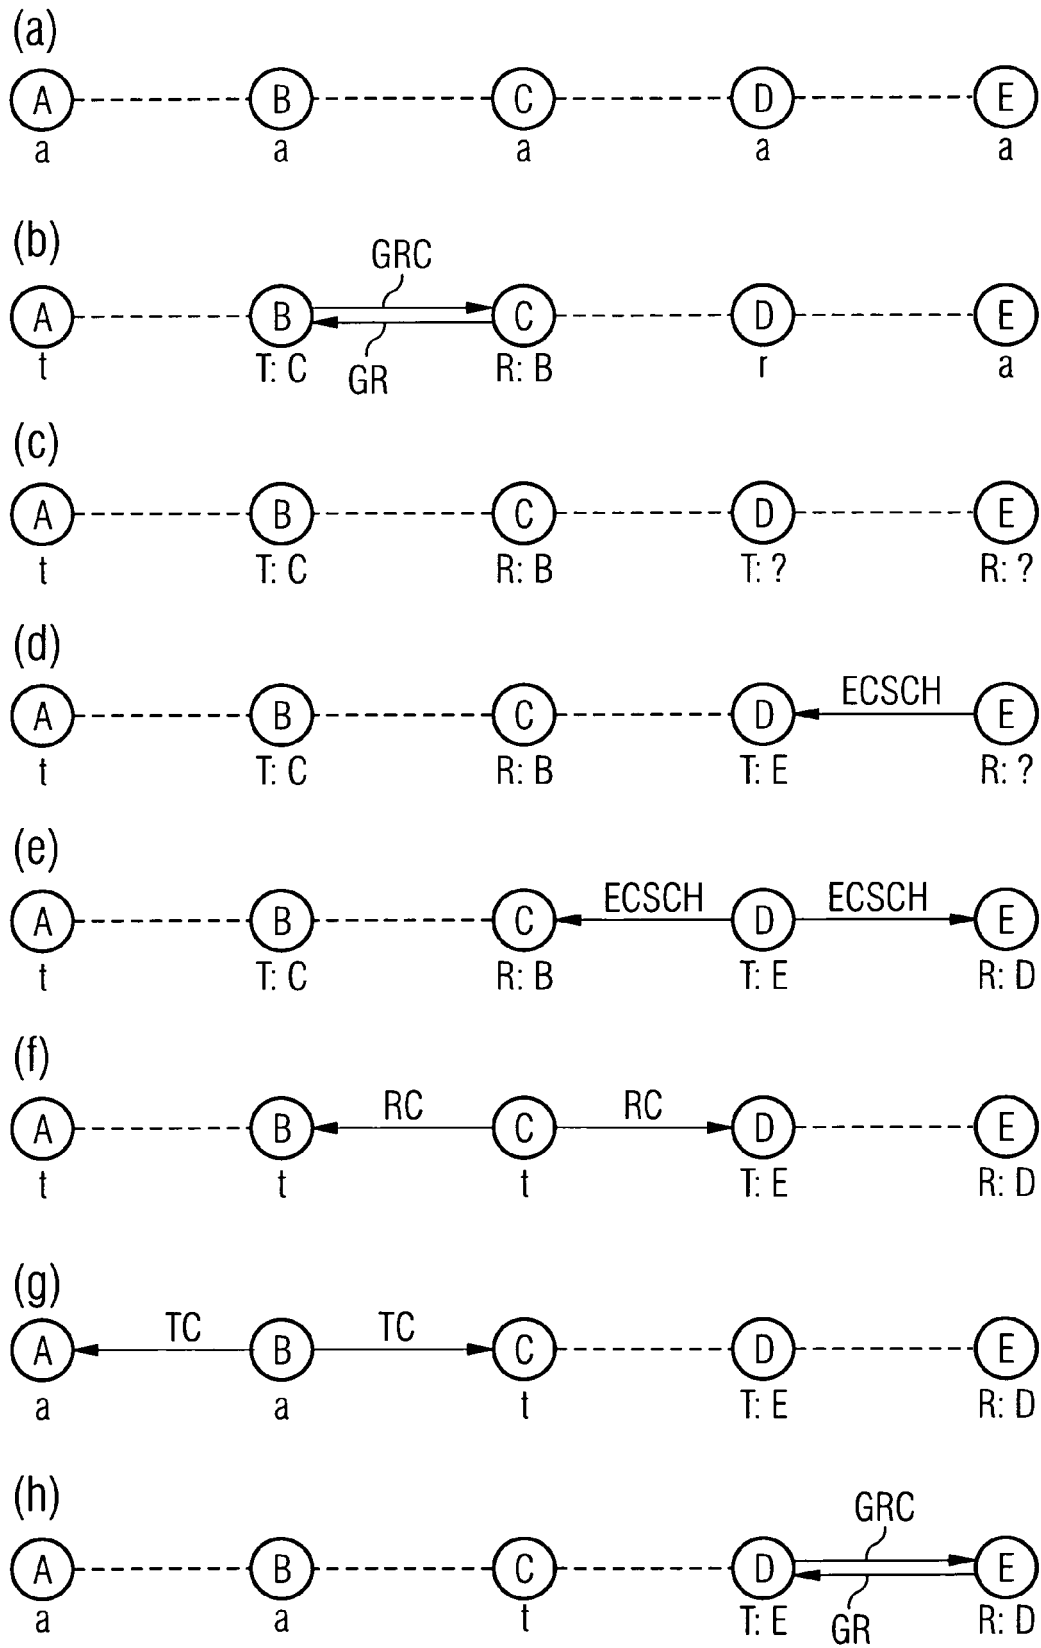 (a)
A B C D E
a a a a a
(b)
GRC
A B C D E
t T: C GR R: B r a
(c)
A B C D E
t T: C R: B T: ? R: ?
(d)
ECSCH
A B C D E
t T: C R: B T: E R: ?
(e)
ECSCH ECSCH
A B C D E
t T: C R: B T: E R: D
(f)
RC RC
A B C D E
t t t T: E R: D
(g)
TC TC
A B C D E
a a t T: E R: D
(h)
GRC
A B C D E
a a t T: E GR R: D